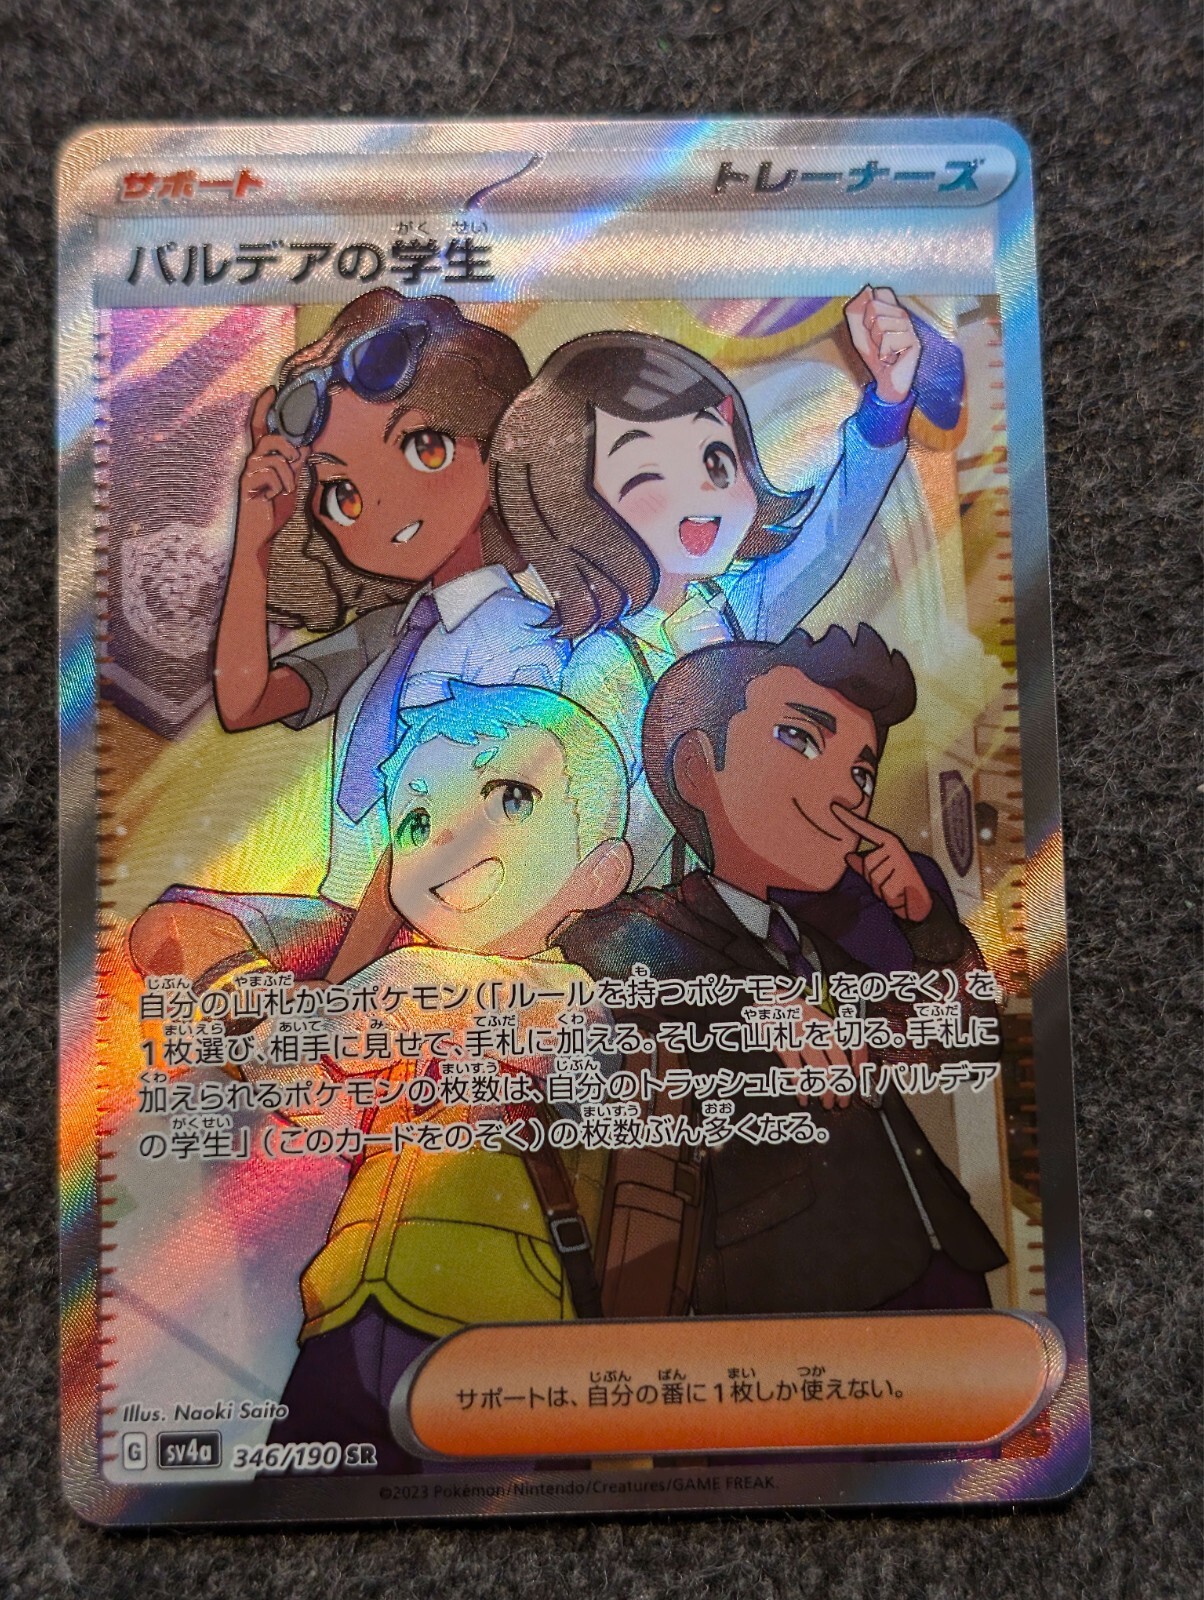 サポート
トレーナーズ
がく せい
パルデアの学生
じぶん やまふだ も
自分の山札からポケモン(「ルールを持つポケモン」をのぞく)を
まいえら あいて み てふだ くわ やまふだ き てふだ
1枚選び、相手に見せて、手札に加える。そして山札を切る。手札に
くわ まいすう じぶん
加えられるポケモンの枚数は、自分のトラッシュにある「パルデア
がくせい まいすう おお
の学生」(このカードをのぞく)の枚数ぶん多くなる。
じぶん ばん まい つか
サポートは、自分の番に1枚しか使えない。
Illus. Naoki Saito
G sv4a 346/190 SR
©2023 Pokémon/Nintendo/Creatures/GAME FREAK.